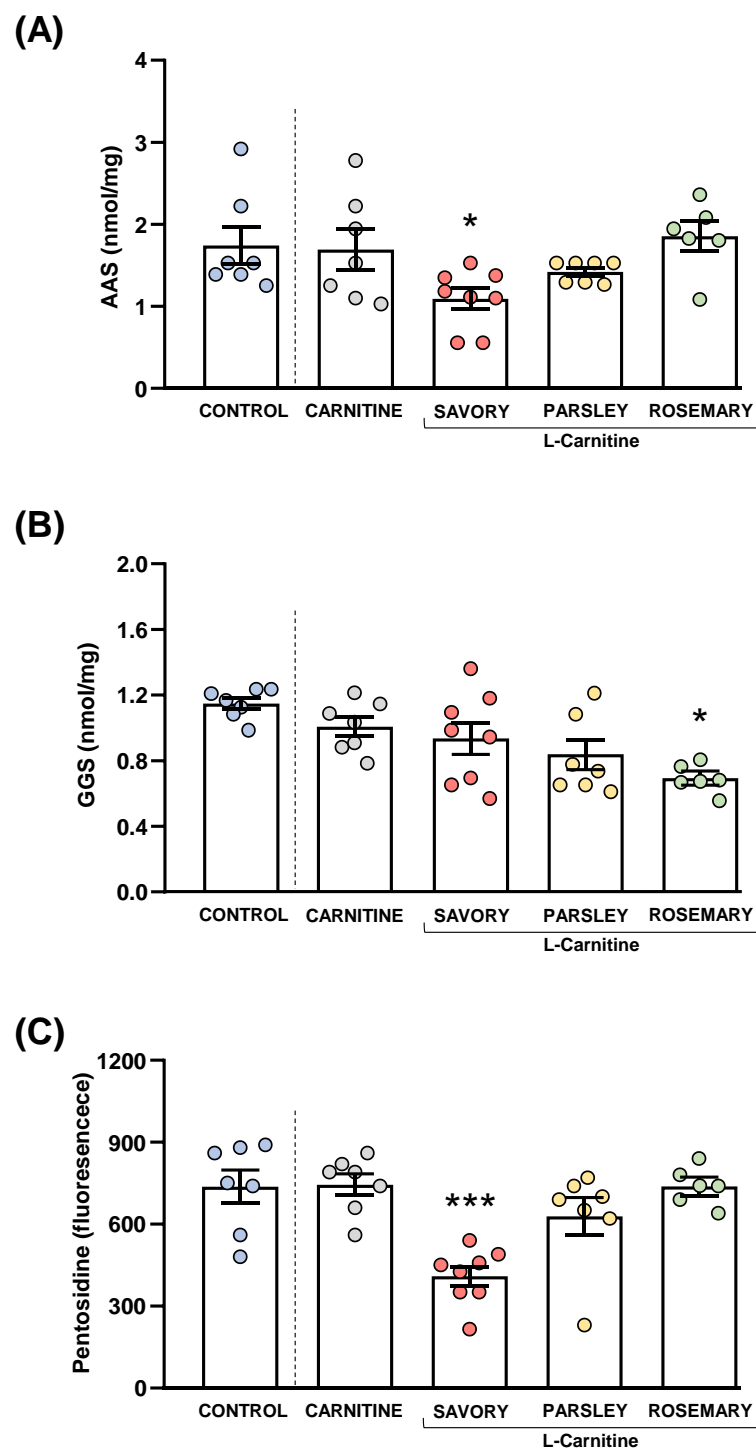 (A)
4
3
2
1
0
AAS (nmol/mg)
*
CONTROL CARNITINE SAVORY PARSLEY ROSEMARY
L-Carnitine
(B)
2.0
1.6
1.2
0.8
0.4
0.0
GGS (nmol/mg)
*
CONTROL CARNITINE SAVORY PARSLEY ROSEMARY
L-Carnitine
(C)
1200
900
600
300
0
Pentosidine (fluoresencece)
***
CONTROL CARNITINE SAVORY PARSLEY ROSEMARY
L-Carnitine